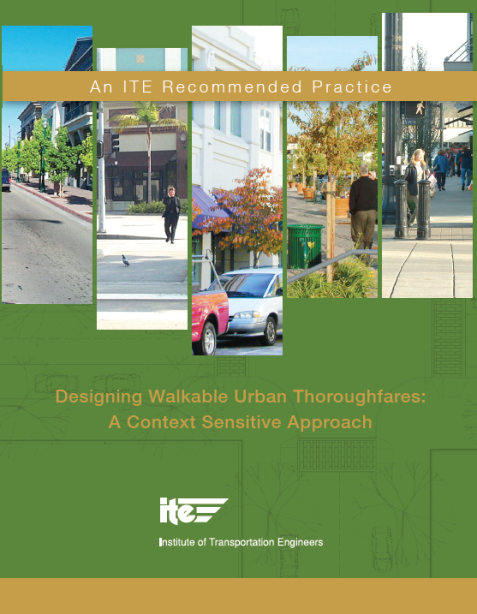 An ITE Recommended Practice
Designing Walkable Urban Thoroughfares:
A Context Sensitive Approach
ite
Institute of Transportation Engineers